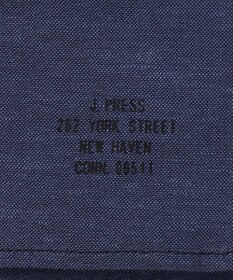 J. PRESS
262 YORK STREET
NEW HAVEN
CONN. 06511